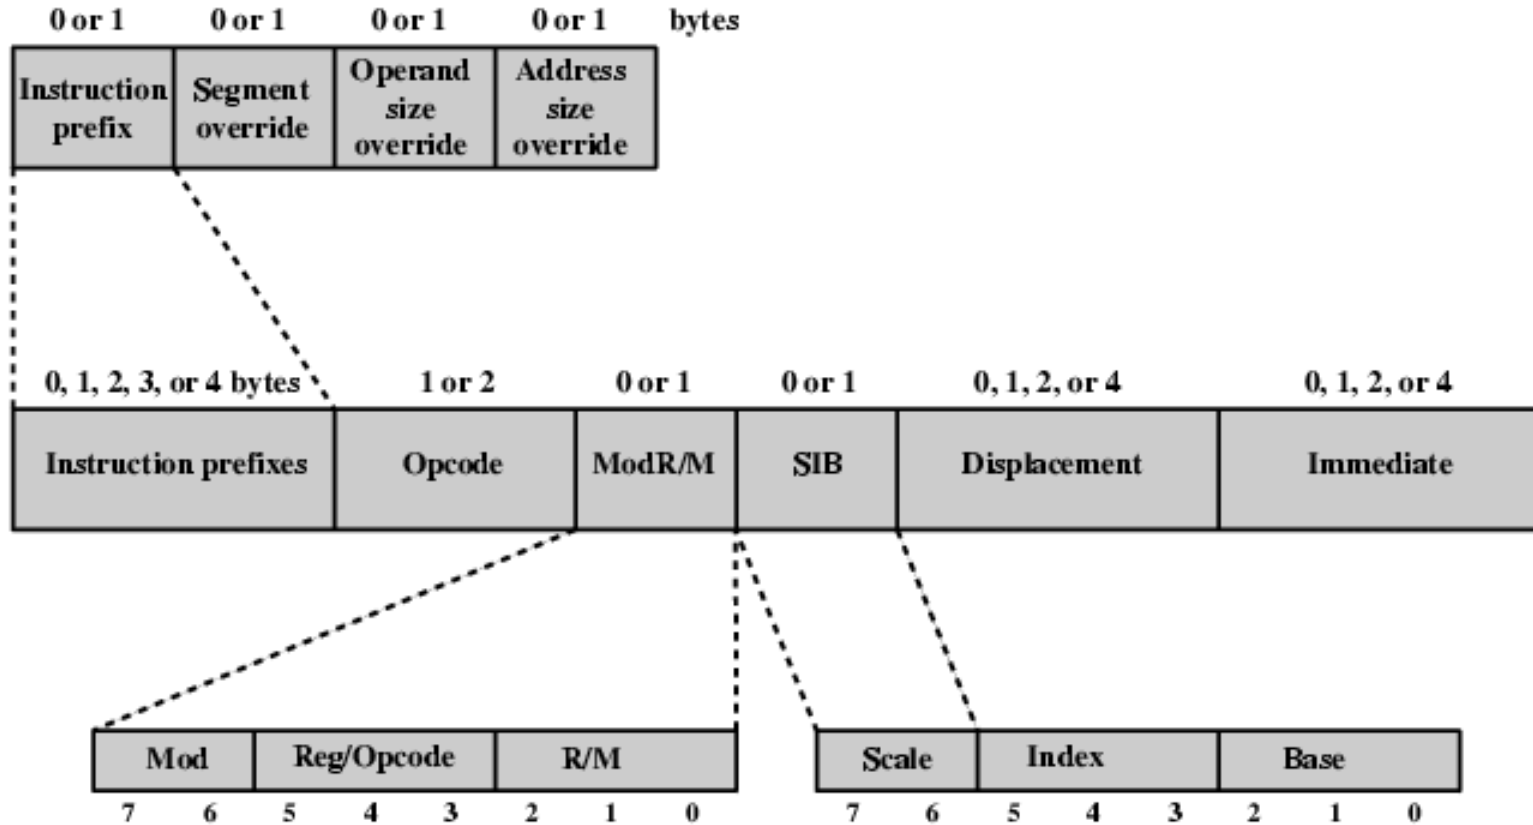 0 or 1 0 or 1 0 or 1 0 or 1 bytes
Instruction prefix Segment override Operand size override Address size override
0, 1, 2, 3, or 4 bytes 1 or 2 0 or 1 0 or 1 0, 1, 2, or 4 0, 1, 2, or 4
Instruction prefixes Opcode ModR/M SIB Displacement Immediate
Mod Reg/Opcode R/M Scale Index Base
7 6 5 4 3 2 1 0 7 6 5 4 3 2 1 0